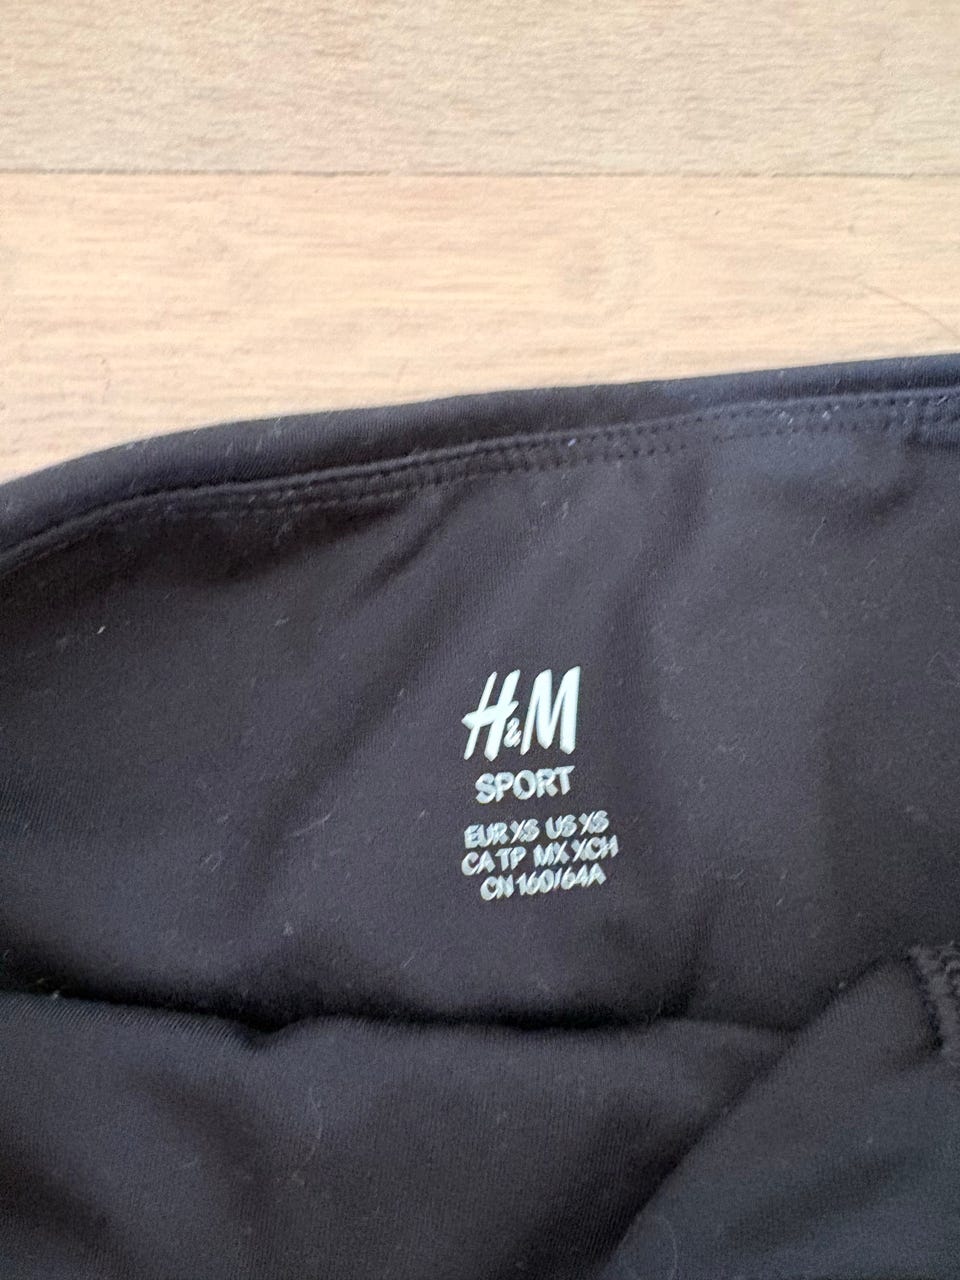 H&M
SPORT
EUR XS US XS
CA TP MX XCH
CN 160/64A